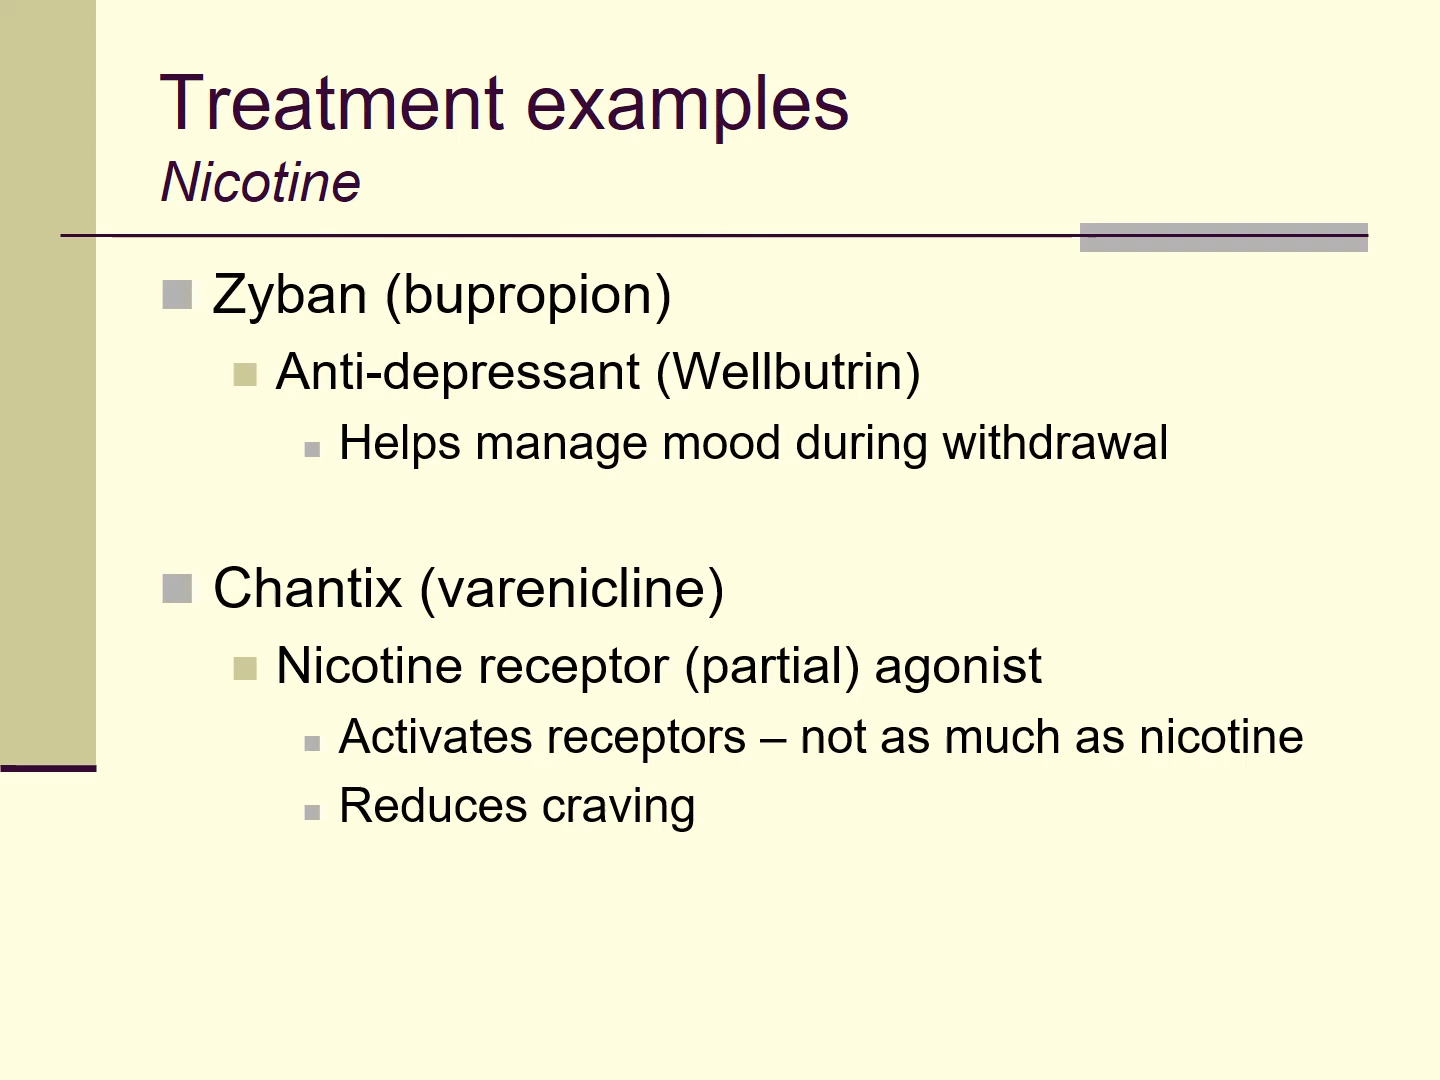 Treatment examples
Nicotine
Zyban (bupropion)
Anti-depressant (Wellbutrin)
Helps manage mood during withdrawal
Chantix (varenicline)
Nicotine receptor (partial) agonist
Activates receptors – not as much as nicotine
Reduces craving